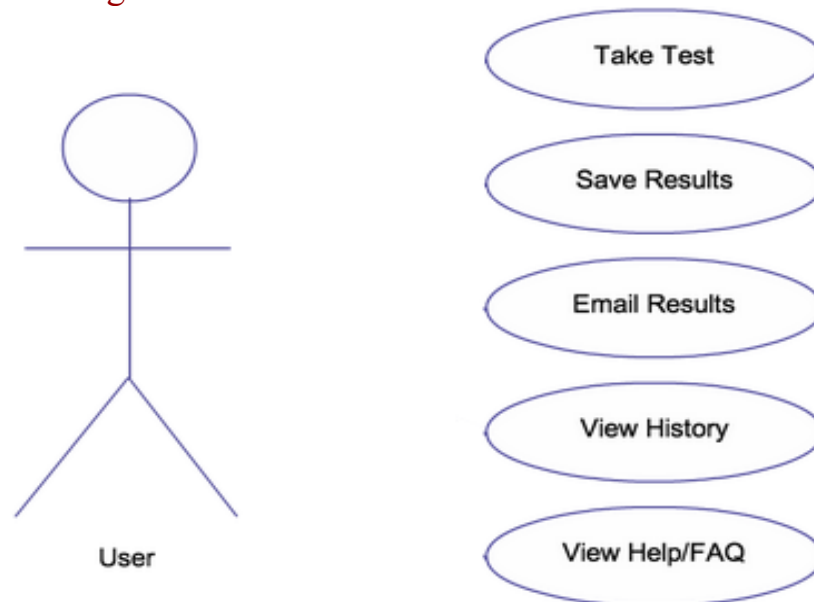 Take Test
Save Results
Email Results
View History
View Help/FAQ
User